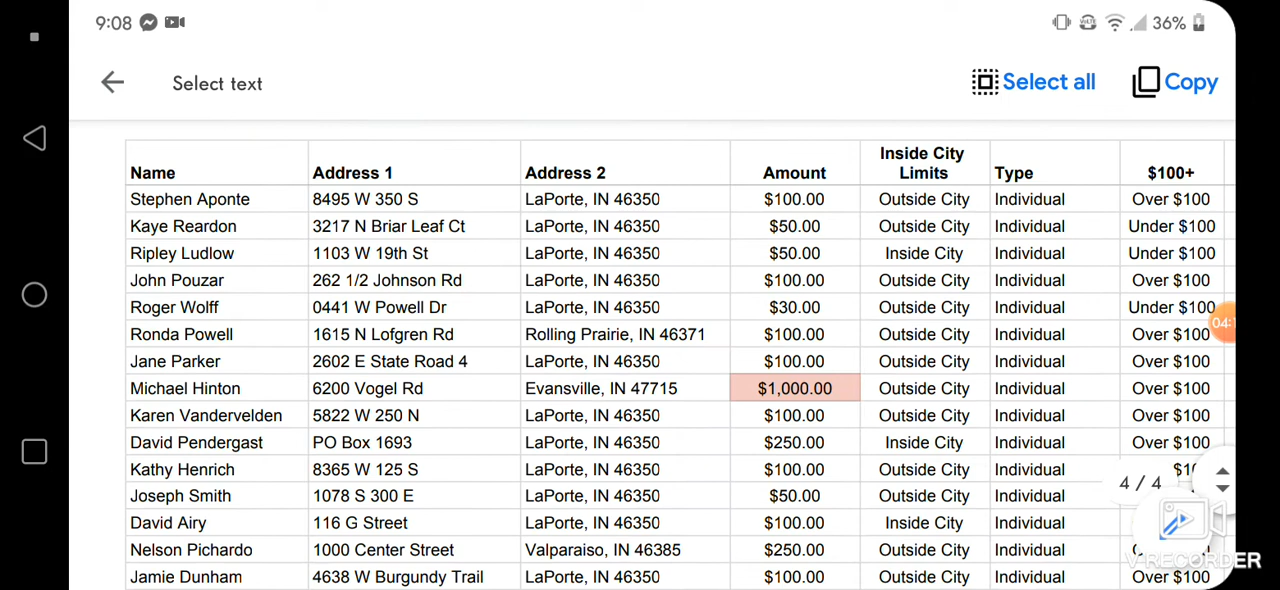 9:08 36%
Select text Select all Copy
Name Address 1 Address 2 Amount Inside City Limits Type $100+
Stephen Aponte 8495 W 350 S LaPorte, IN 46350 $100.00 Outside City Individual Over $100
Kaye Reardon 3217 N Briar Leaf Ct LaPorte, IN 46350 $50.00 Outside City Individual Under $100
Ripley Ludlow 1103 W 19th St LaPorte, IN 46350 $50.00 Inside City Individual Under $100
John Pouzar 262 1/2 Johnson Rd LaPorte, IN 46350 $100.00 Outside City Individual Over $100
Roger Wolff 0441 W Powell Dr LaPorte, IN 46350 $30.00 Outside City Individual Under $100
Ronda Powell 1615 N Lofgren Rd Rolling Prairie, IN 46371 $100.00 Outside City Individual Over $100
Jane Parker 2602 E State Road 4 LaPorte, IN 46350 $100.00 Outside City Individual Over $100
Michael Hinton 6200 Vogel Rd Evansville, IN 47715 $1,000.00 Outside City Individual Over $100
Karen Vandervelden 5822 W 250 N LaPorte, IN 46350 $100.00 Outside City Individual Over $100
David Pendergast PO Box 1693 LaPorte, IN 46350 $250.00 Inside City Individual Over $100
Kathy Henrich 8365 W 125 S LaPorte, IN 46350 $100.00 Outside City Individual
4 / 4
Joseph Smith 1078 S 300 E LaPorte, IN 46350 $50.00 Outside City Individual
David Airy 116 G Street LaPorte, IN 46350 $100.00 Inside City Individual
Nelson Pichardo 1000 Center Street Valparaiso, IN 46385 $250.00 Outside City Individual
V RECORDER
Jamie Dunham 4638 W Burgundy Trail LaPorte, IN 46350 $100.00 Outside City Individual Over $100